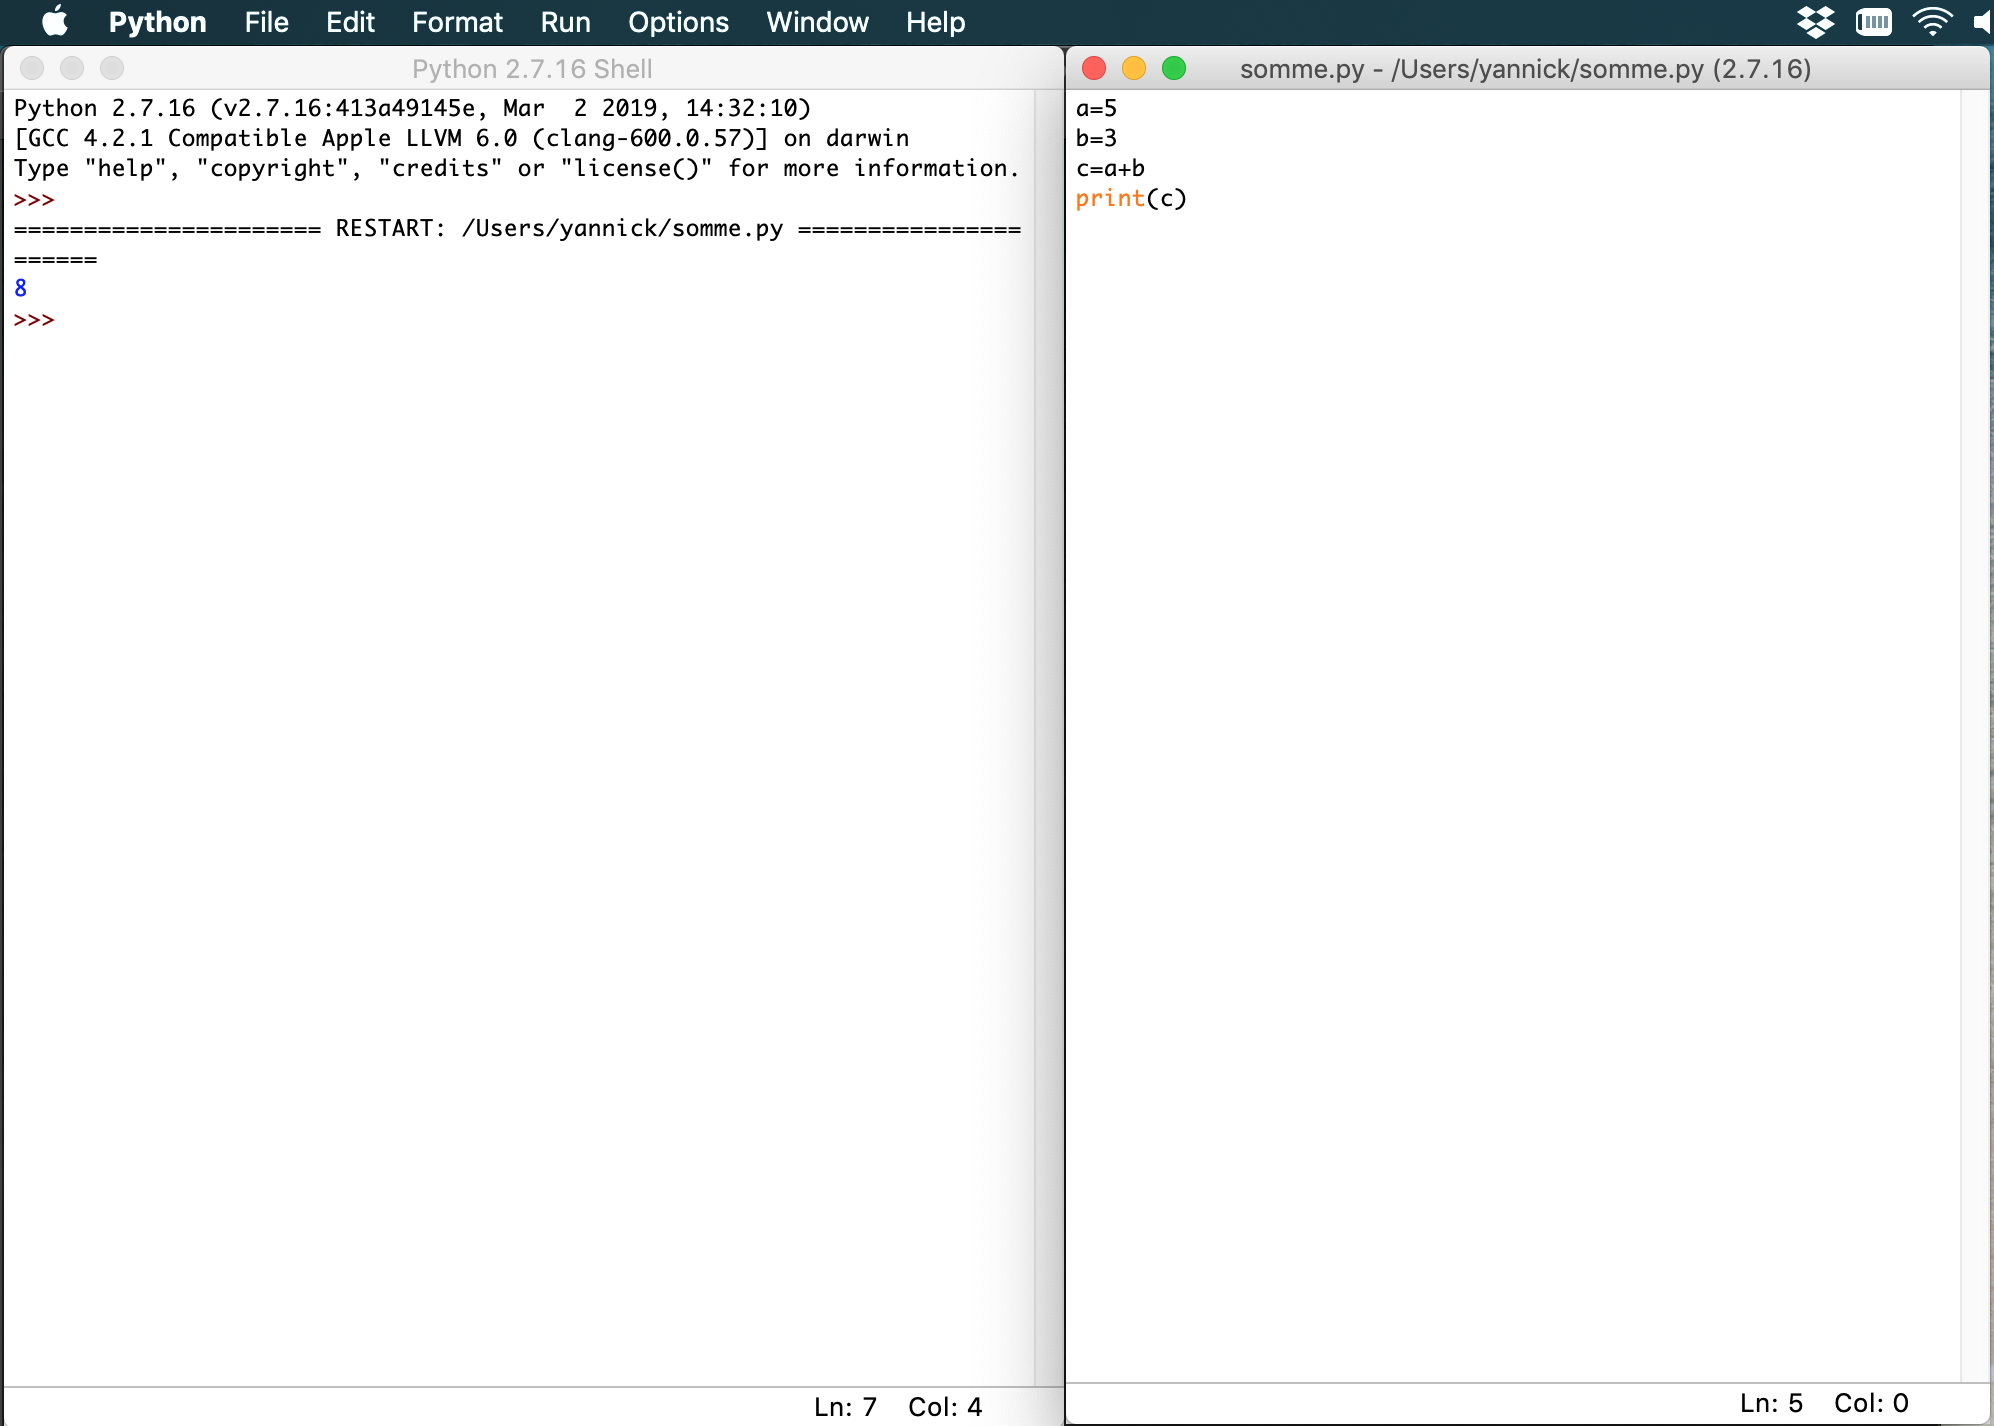 Python File Edit Format Run Options Window Help
Python 2.7.16 Shell
Python 2.7.16 (v2.7.16:413a49145e, Mar  2 2019, 14:32:10)
[GCC 4.2.1 Compatible Apple LLVM 6.0 (clang-600.0.57)] on darwin
Type "help", "copyright", "credits" or "license()" for more information.
>>>
====================== RESTART: /Users/yannick/somme.py ================
======
8
>>>
Ln: 7 Col: 4
somme.py - /Users/yannick/somme.py (2.7.16)
a=5
b=3
c=a+b
print(c)
Ln: 5 Col: 0